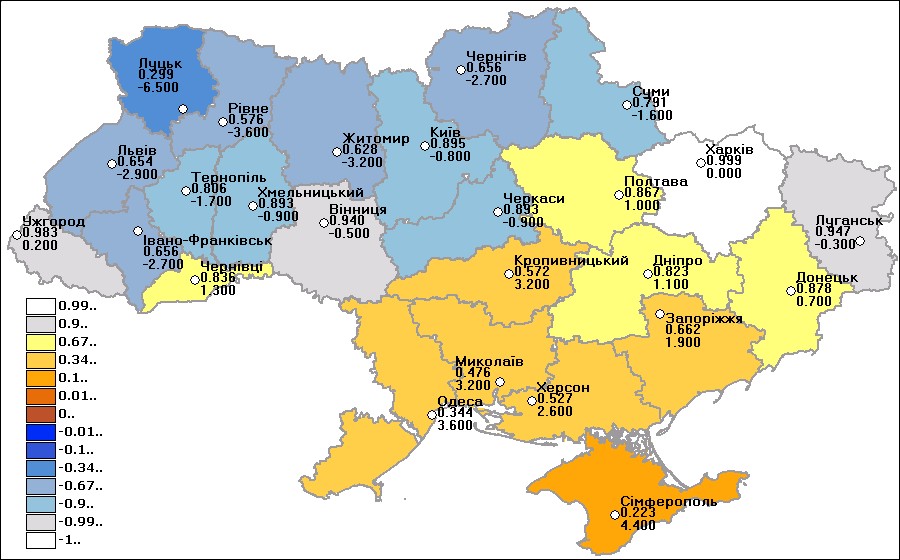 Луцьк
0.299
-6.500
Рівне
0.576
-3.600
Житомир
0.628
-3.200
Київ
0.895
-0.800
Чернігів
0.656
-2.700
Суми
0.791
-1.600
Харків
0.999
0.000
Львів
0.654
-2.900
Тернопіль
0.806
-1.700
Хмельницький
0.893
-0.900
Вінниця
0.940
-0.500
Черкаси
0.893
-0.900
Полтава
0.867
1.000
Луганськ
0.947
-0.300
Ужгород
0.983
0.200
Івано-Франківськ
0.656
-2.700
Чернівці
0.836
1.300
Кропивницький
0.572
3.200
Дніпро
0.823
1.100
Донецьк
0.878
0.700
Запоріжжя
0.662
1.900
Миколаїв
0.476
3.200
Херсон
0.527
2.600
Одеса
0.344
3.600
Сімферополь
0.223
4.400
0.99..
0.9..
0.67..
0.34..
0.1..
0.01..
0..
-0.01..
-0.1..
-0.34..
-0.67..
-0.9..
-0.99..
-1..